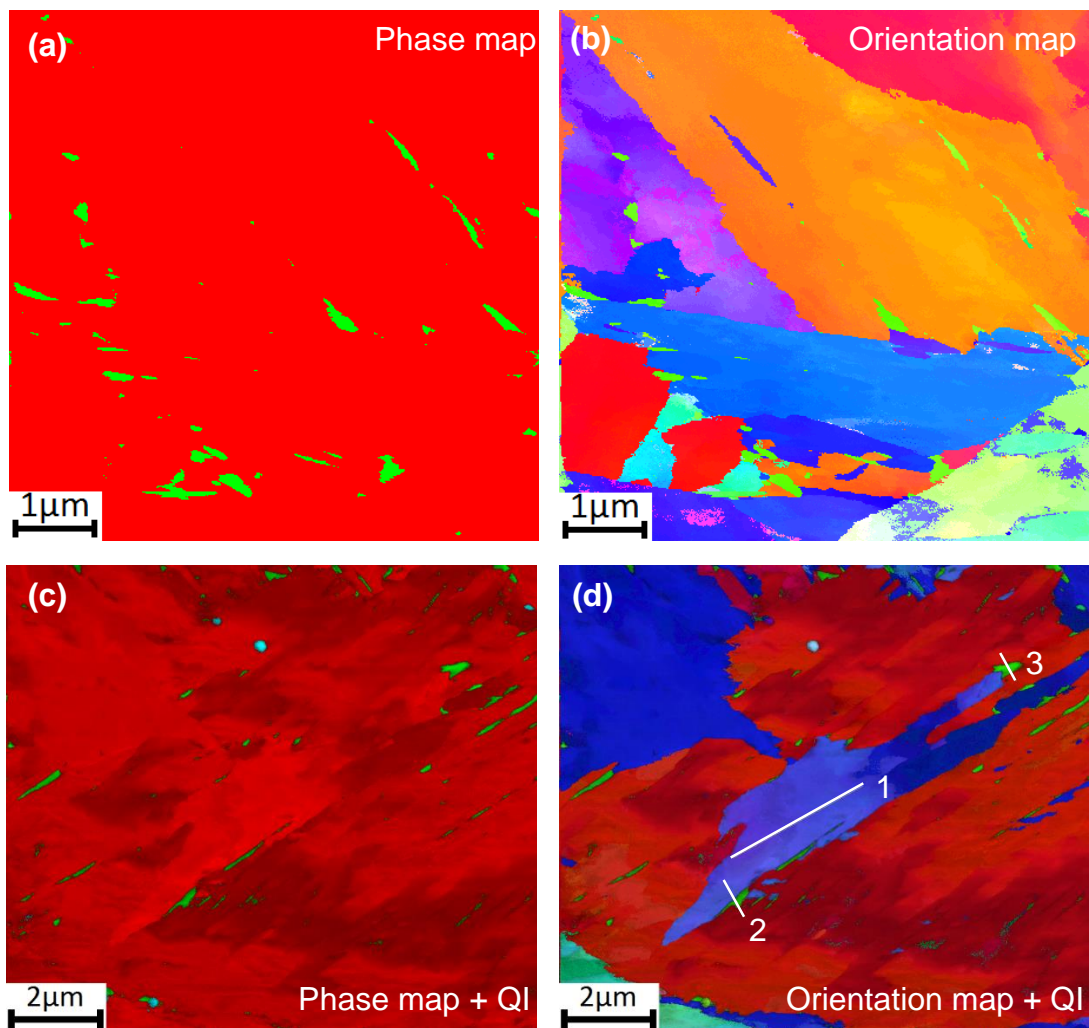 (a)
Phase map
(b)
Orientation map
1µm
1µm
(c)
(d)
3
1
2
2µm
Phase map + QI
2µm
Orientation map + QI